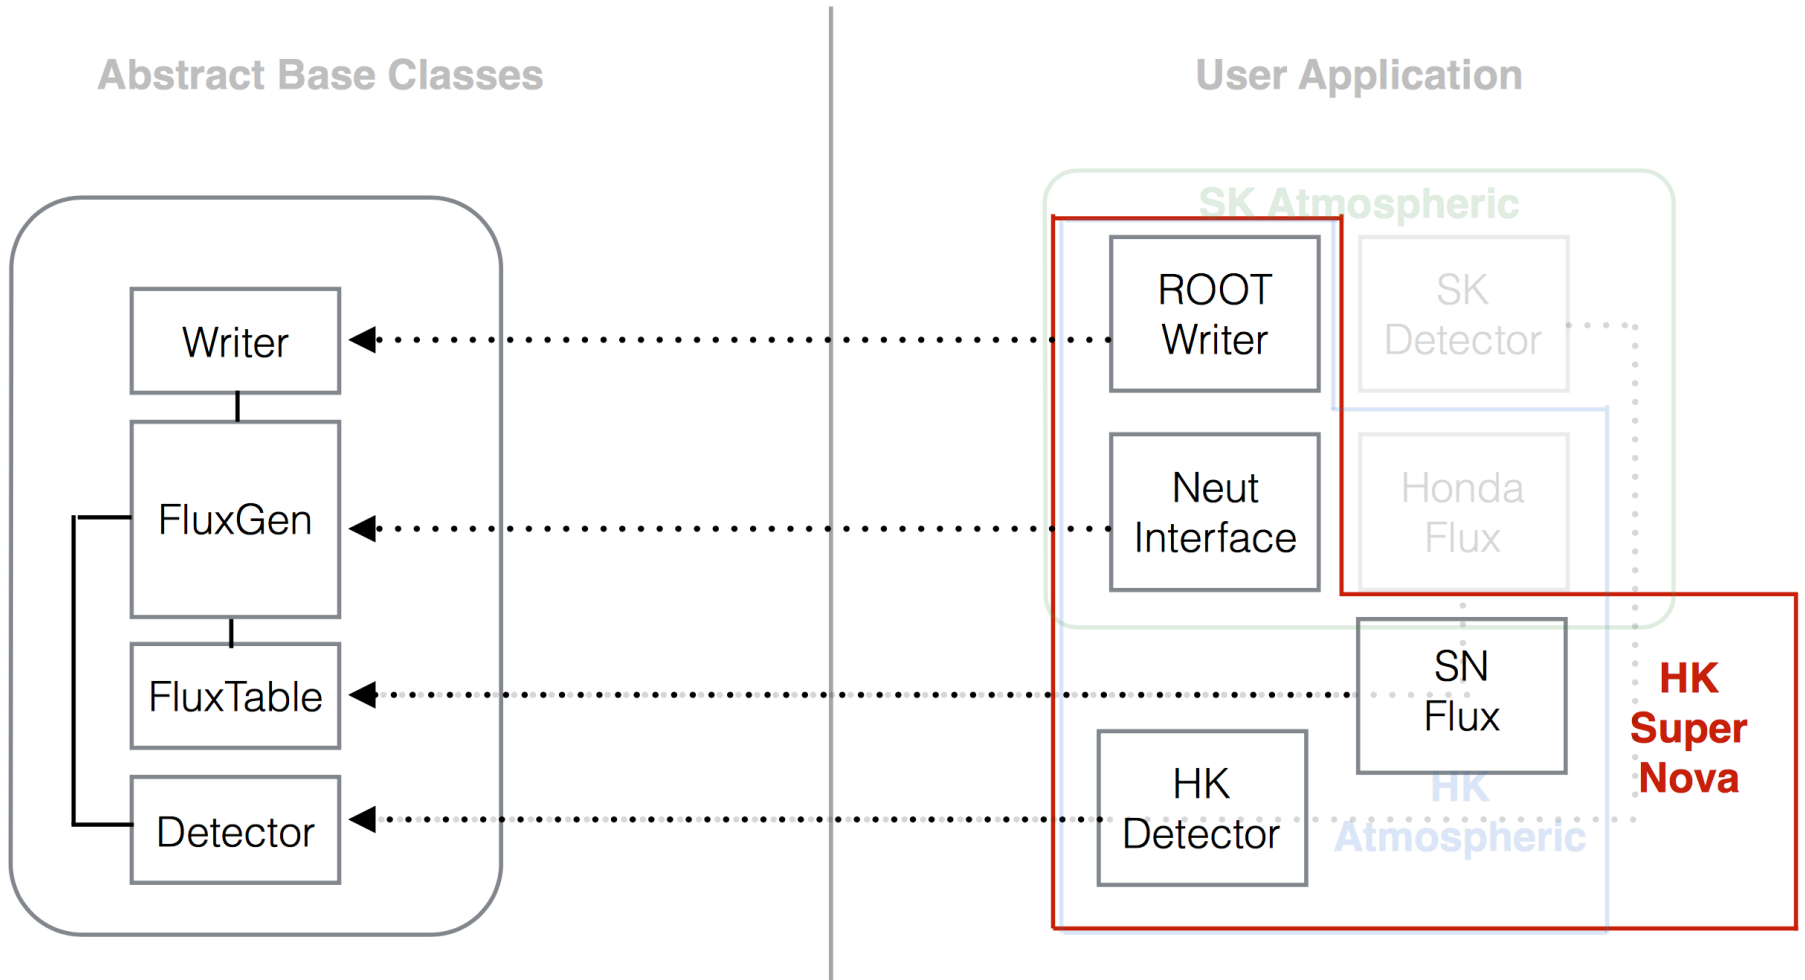 Abstract Base Classes
User Application
SK Atmospheric
Writer
FluxGen
FluxTable
Detector
ROOT
Writer
SK
Detector
Neut
Interface
Honda
Flux
SN
Flux
HK
Detector
HK
Super
Nova
HK
Atmospheric